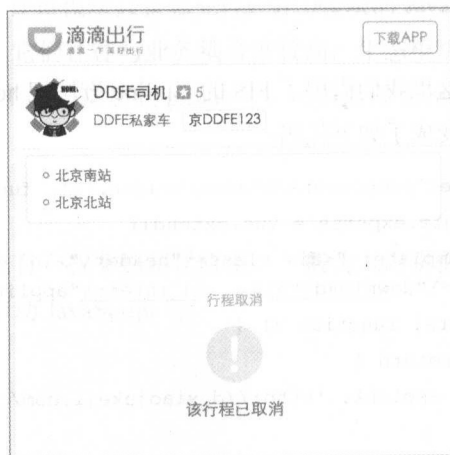 滴滴出行
滴滴一下 美好出行
下载APP
DDFE司机 5
DDFE私家车 京DDFE123
北京南站
北京北站
行程取消
该行程已取消